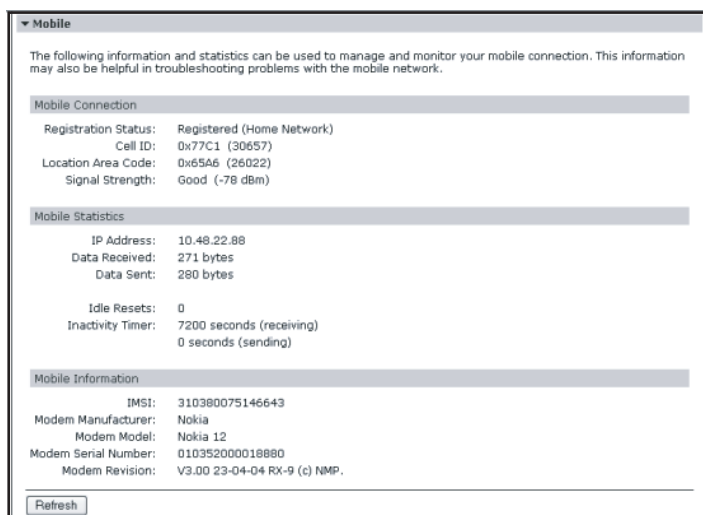 Mobile
The following information and statistics can be used to manage and monitor your mobile connection. This information
may also be helpful in troubleshooting problems with the mobile network.
Mobile Connection
Registration Status: Registered (Home Network)
Cell ID: 0x77C1 (30657)
Location Area Code: 0x65A6 (26022)
Signal Strength: Good (-78 dBm)
Mobile Statistics
IP Address: 10.48.22.88
Data Received: 271 bytes
Data Sent: 280 bytes
Idle Resets: 0
Inactivity Timer: 7200 seconds (receiving)
0 seconds (sending)
Mobile Information
IMSI: 310380075146643
Modem Manufacturer: Nokia
Modem Model: Nokia 12
Modem Serial Number: 010352000018880
Modem Revision: V3.00 23-04-04 RX-9 (c) NMP.
Refresh